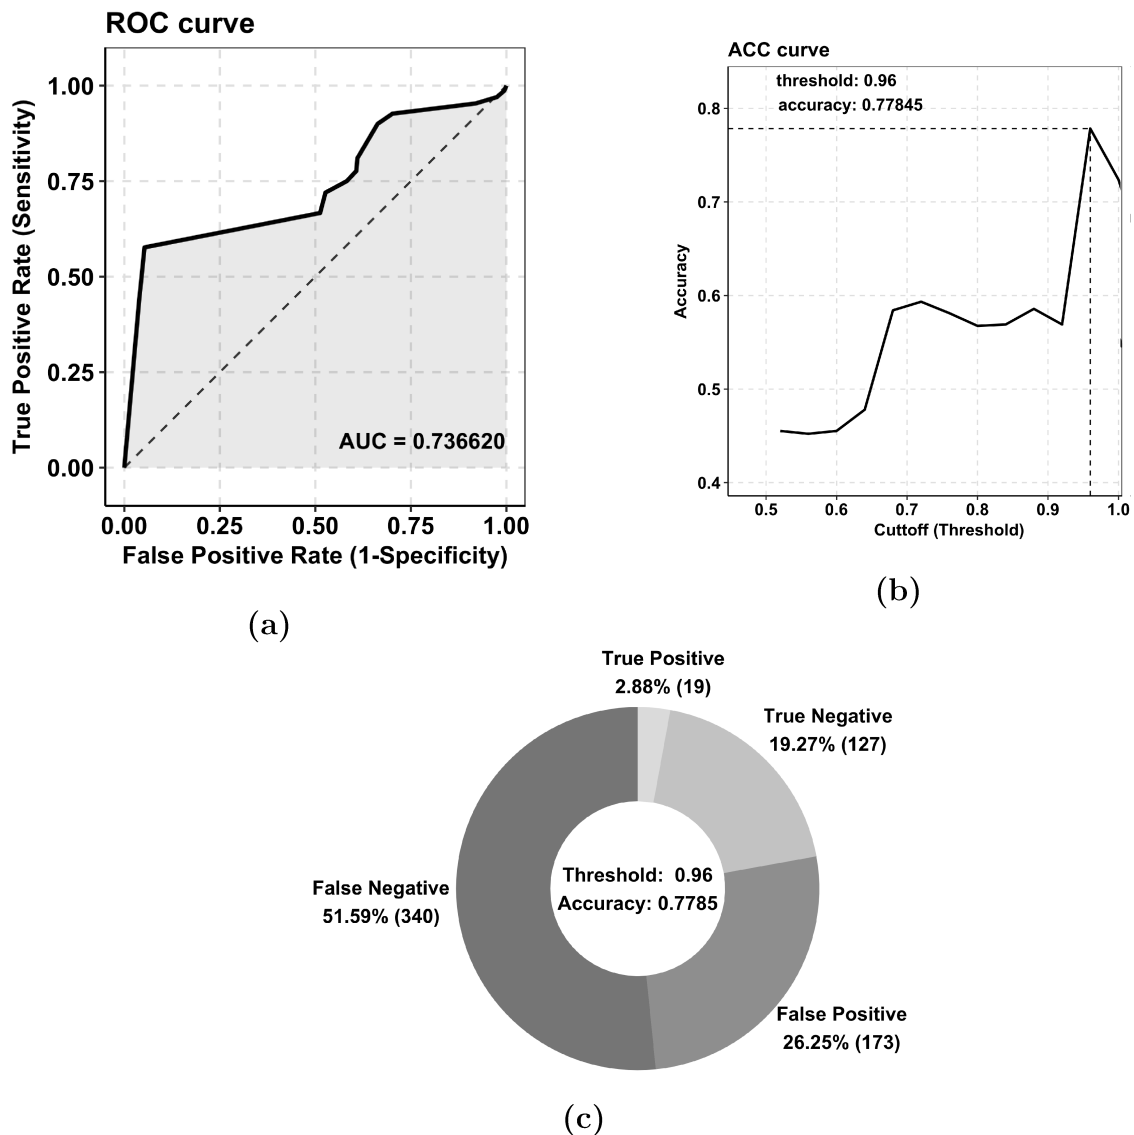 ROC curve
True Positive Rate (Sensitivity)
1.00
0.75
0.50
0.25
0.00
AUC = 0.736620
0.00 0.25 0.50 0.75 1.00
False Positive Rate (1-Specificity)
(a)
ACC curve
threshold: 0.96
accuracy: 0.77845
Accuracy
0.8
0.7
0.6
0.5
0.4
0.5 0.6 0.7 0.8 0.9 1.0
Cuttoff (Threshold)
(b)
True Positive
2.88% (19)
True Negative
19.27% (127)
False Negative
51.59% (340)
Threshold: 0.96
Accuracy: 0.7785
False Positive
26.25% (173)
(c)